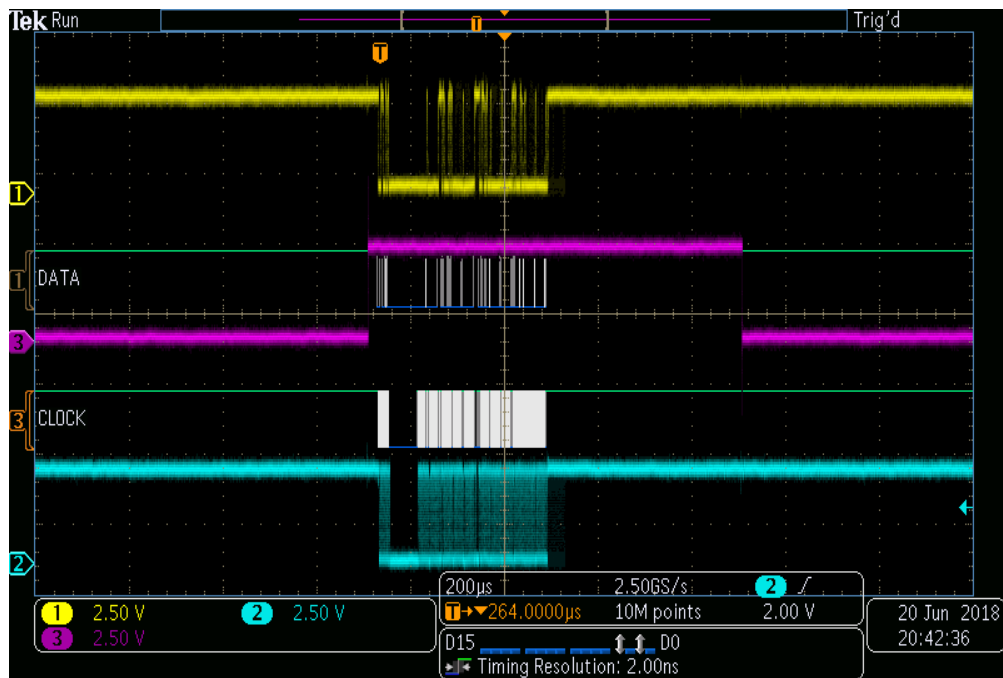 Tek Run Trig'd
T
T
1
1 DATA
3
3 CLOCK
2
200µs 2.50GS/s 2 ∫
T→▼264.0000µs 10M points 2.00 V
1 2.50 V 2 2.50 V
3 2.50 V
D15 D0
Timing Resolution: 2.00ns
20 Jun 2018
20:42:36